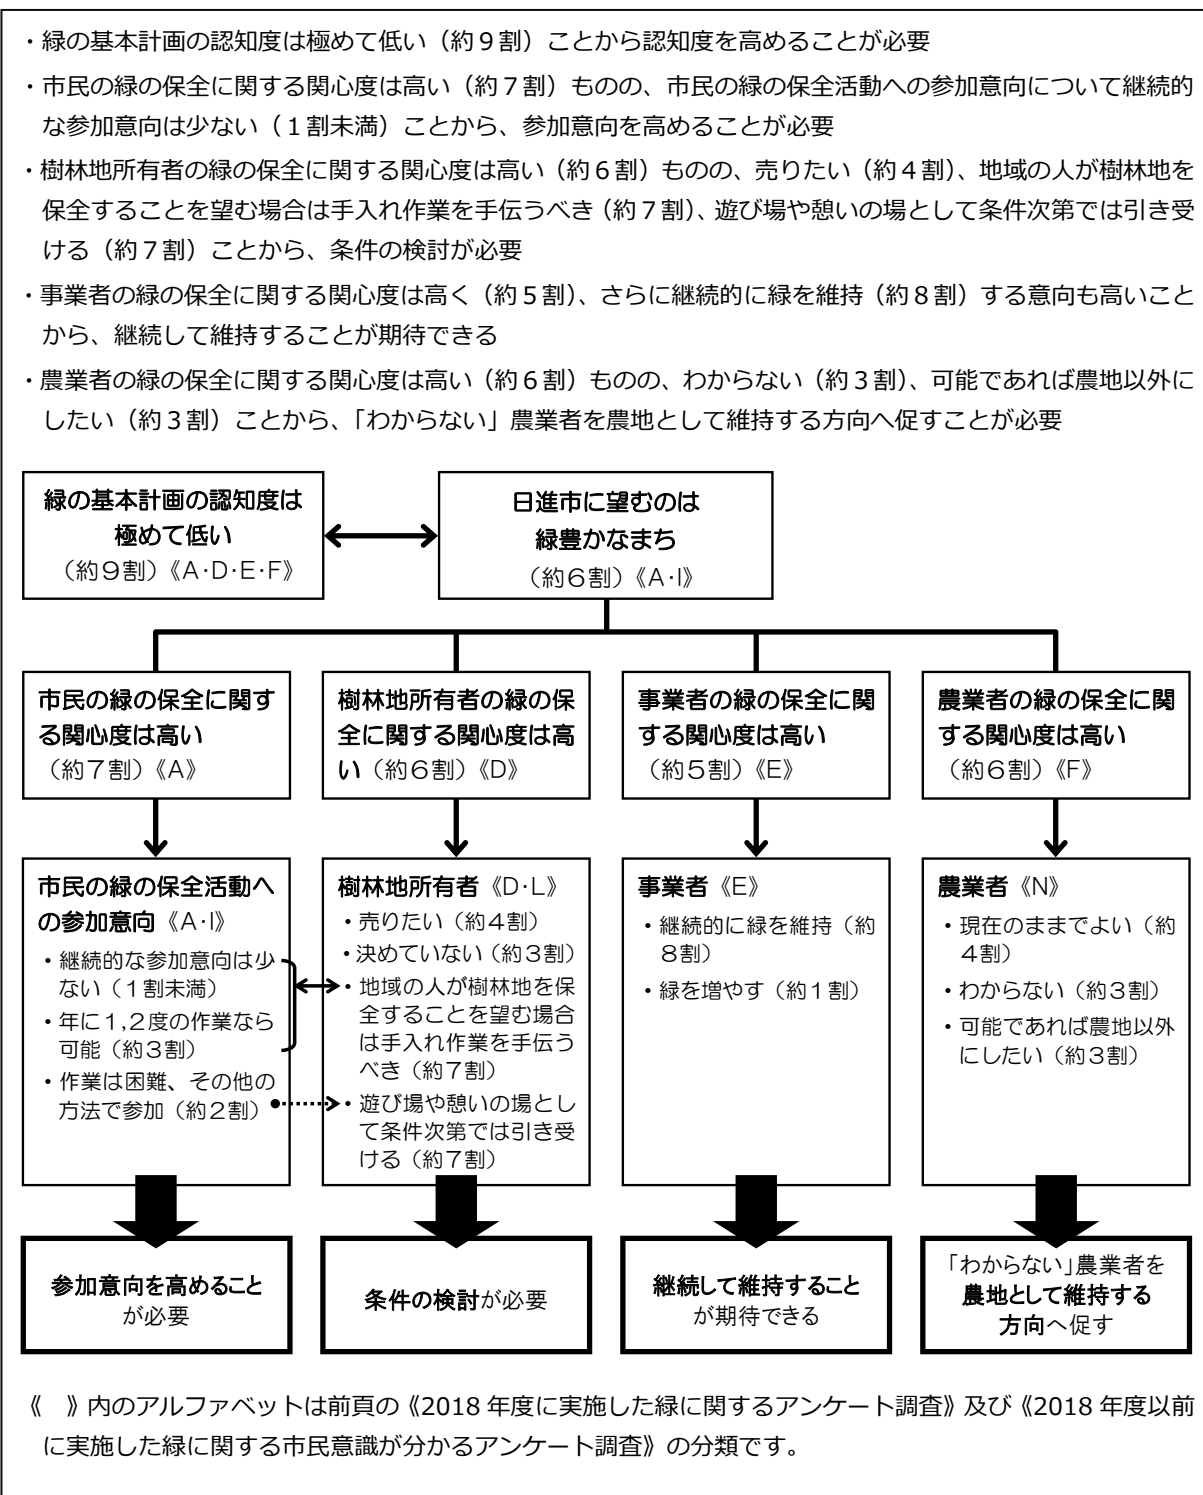 ・緑の基本計画の認知度は極めて低い（約９割）ことから認知度を高めることが必要
・市民の緑の保全に関する関心度は高い（約７割）ものの、市民の緑の保全活動への参加意向について継続的
な参加意向は少ない（１割未満）ことから、参加意向を高めることが必要
・樹林地所有者の緑の保全に関する関心度は高い（約６割）ものの、売りたい（約４割）、地域の人が樹林地を
保全することを望む場合は手入れ作業を手伝うべき（約７割）、遊び場や憩いの場として条件次第では引き受
ける（約７割）ことから、条件の検討が必要
・事業者の緑の保全に関する関心度は高く（約５割）、さらに継続的に緑を維持（約８割）する意向も高いこと
から、継続して維持することが期待できる
・農業者の緑の保全に関する関心度は高い（約６割）ものの、わからない（約３割）、可能であれば農地以外に
したい（約３割）ことから、「わからない」農業者を農地として維持する方向へ促すことが必要
緑の基本計画の認知度は
極めて低い
（約９割）《A･D･E･F》
日進市に望むのは
緑豊かなまち
（約６割）《A･I》
市民の緑の保全に関す
る関心度は高い
（約７割）《A》
樹林地所有者の緑の保
全に関する関心度は高
い（約６割）《D》
事業者の緑の保全に関
する関心度は高い
（約５割）《E》
農業者の緑の保全に関
する関心度は高い
（約６割）《F》
市民の緑の保全活動へ
の参加意向《A･I》
・継続的な参加意向は少
ない（１割未満）
・年に１,２度の作業なら
可能（約３割）
・作業は困難、その他の
方法で参加（約２割）
樹林地所有者《D･L》
・売りたい（約４割）
・決めていない（約３割）
・地域の人が樹林地を保
全することを望む場合
は手入れ作業を手伝う
べき（約７割）
・遊び場や憩いの場とし
て条件次第では引き受
ける（約７割）
事業者《E》
・継続的に緑を維持（約
８割）
・緑を増やす（約１割）
農業者《N》
・現在のままでよい（約
４割）
・わからない（約３割）
・可能であれば農地以外
にしたい（約３割）
参加意向を高めること
が必要
条件の検討が必要
継続して維持すること
が期待できる
「わからない」農業者を
農地として維持する
方向へ促す
《　》内のアルファベットは前頁の《2018 年度に実施した緑に関するアンケート調査》及び《2018 年度以前
に実施した緑に関する市民意識が分かるアンケート調査》の分類です。